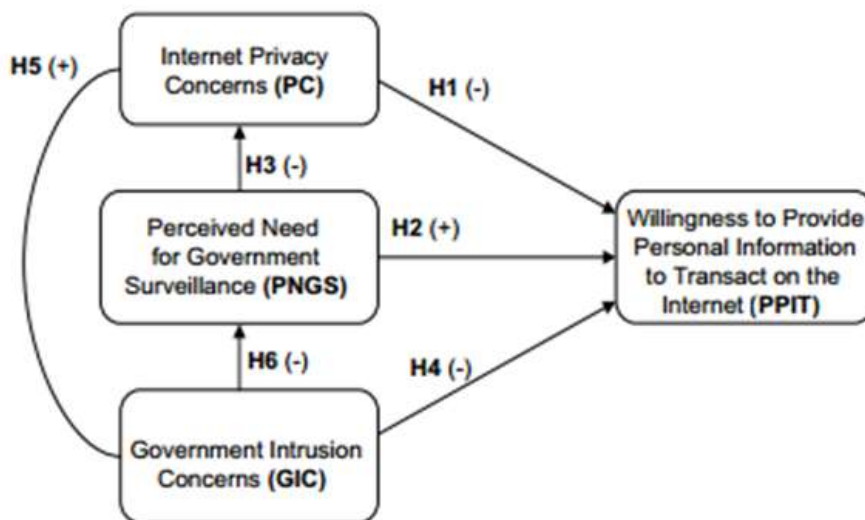 H5 (+)
Internet Privacy
Concerns (PC)
H1 (-)
H3 (-)
Perceived Need
for Government
Surveillance (PNGS)
H2 (+)
Willingness to Provide
Personal Information
to Transact on the
Internet (PPIT)
H6 (-)
H4 (-)
Government Intrusion
Concerns (GIC)